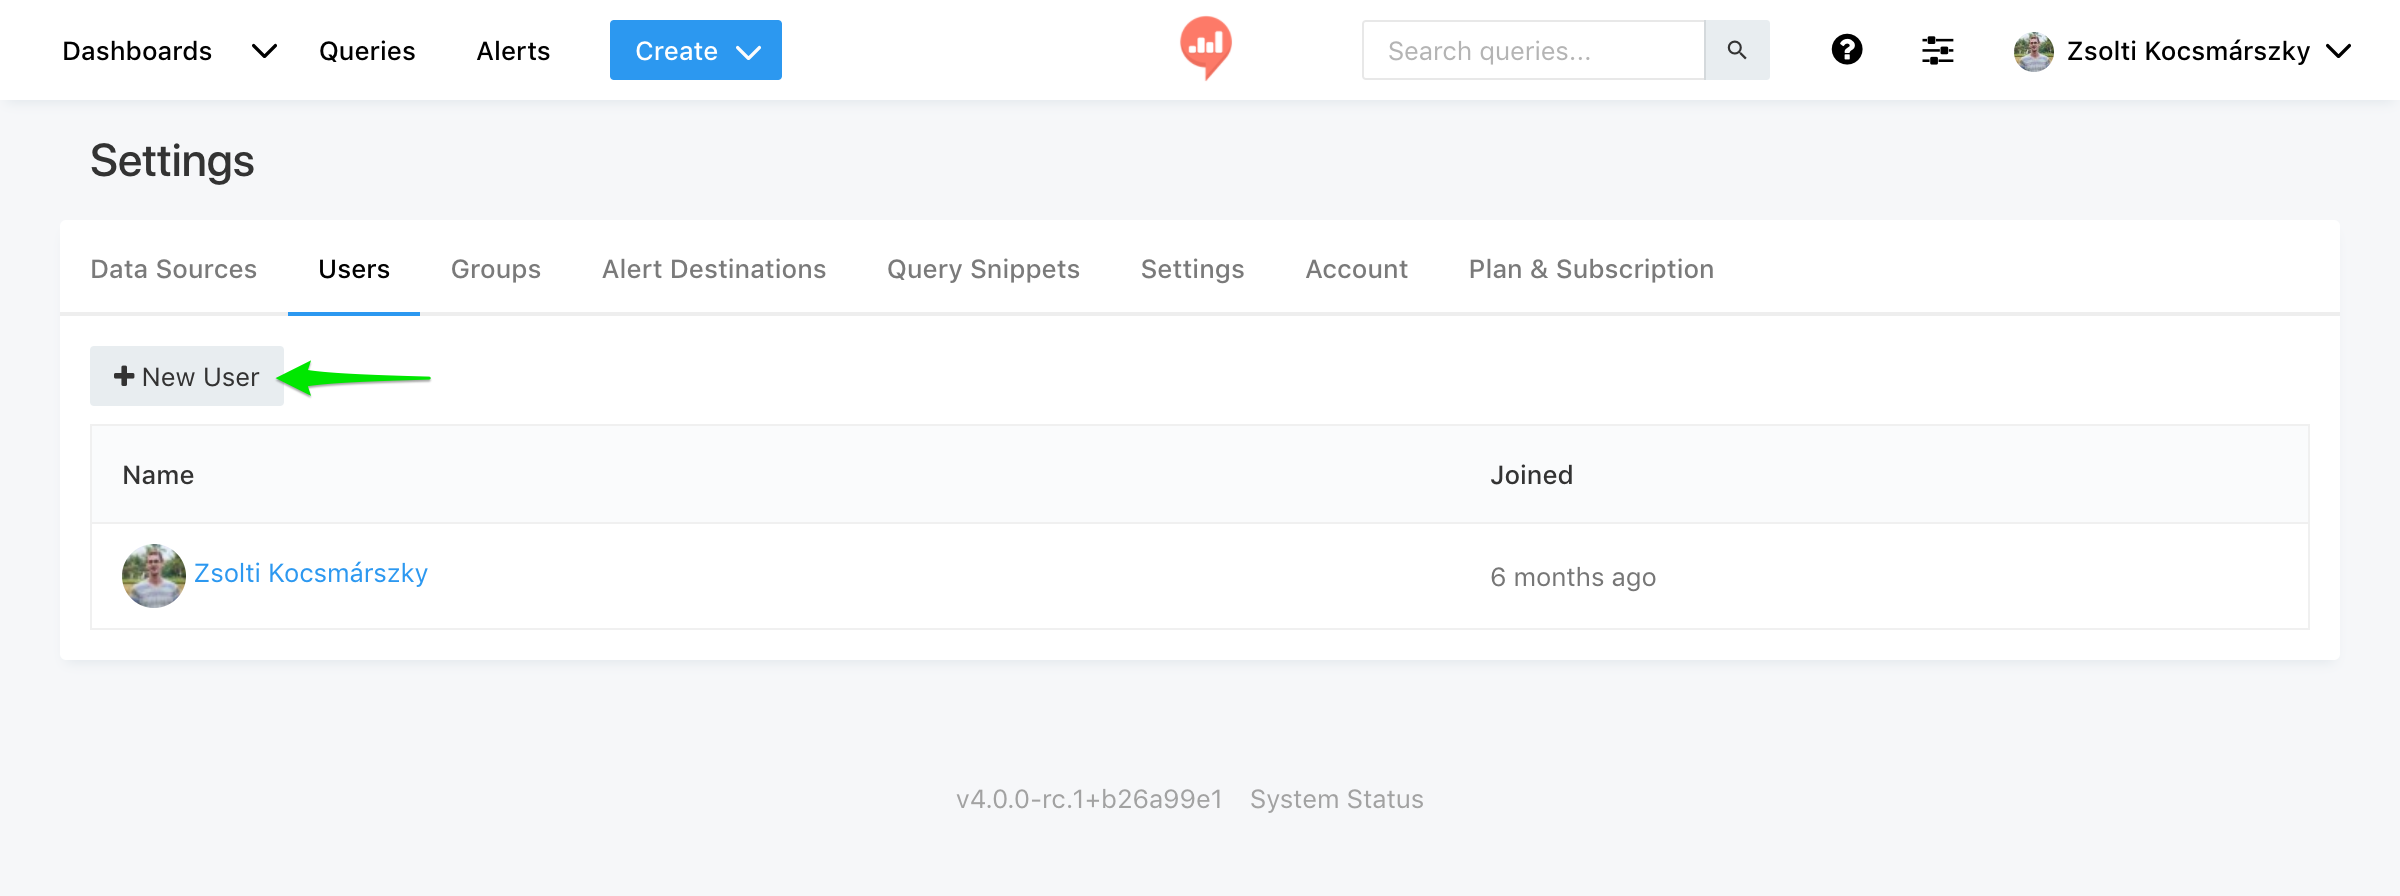 Dashboards Queries Alerts Create Search queries... Zsolti Kocsmárszky
Settings
Data Sources Users Groups Alert Destinations Query Snippets Settings Account Plan & Subscription
New User
Name Joined
Zsolti Kocsmárszky 6 months ago
v4.0.0-rc.1+b26a99e1 System Status